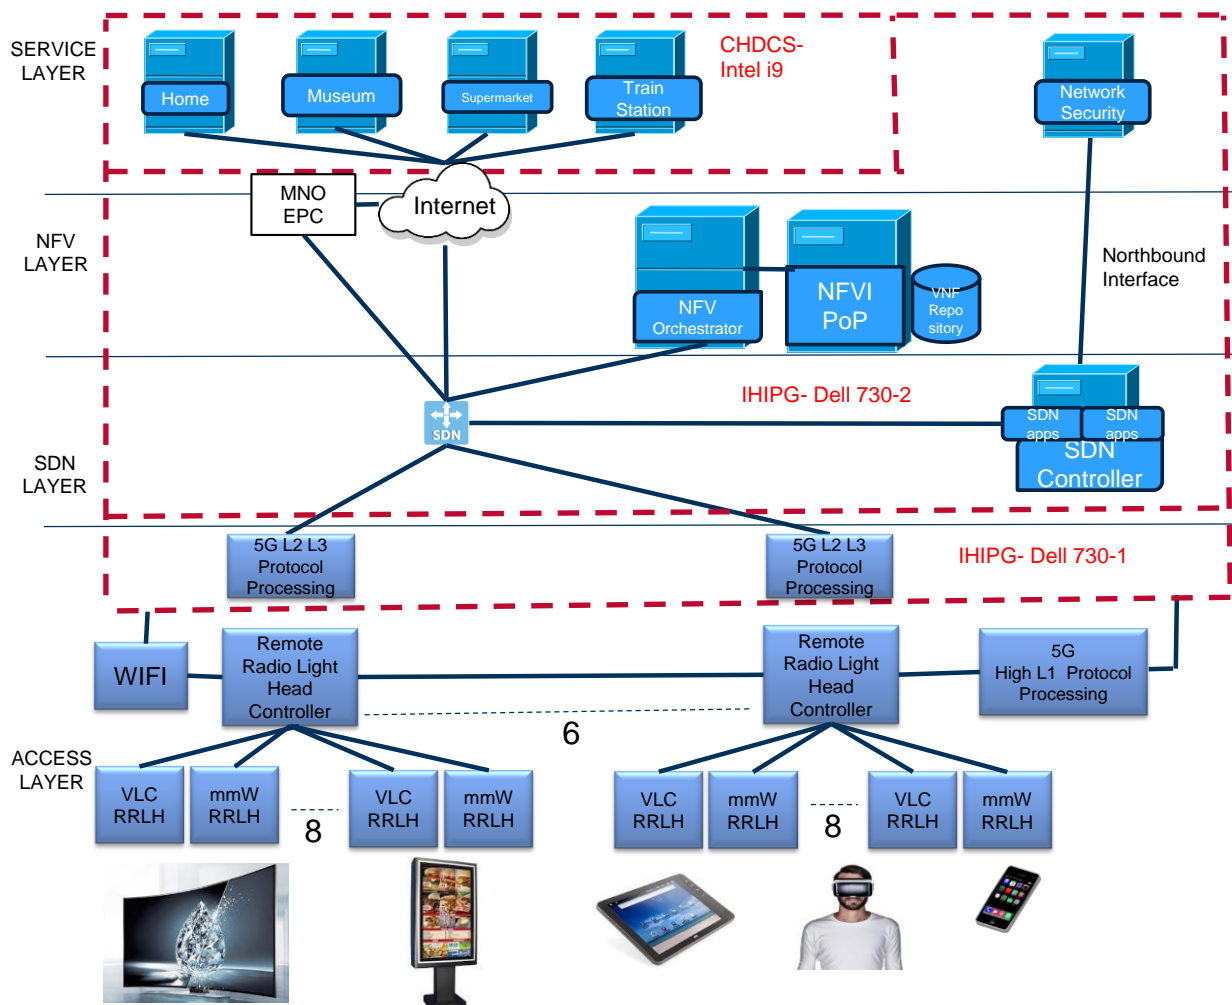 SERVICE
LAYER
Home
Museum
Supermarket
Train
Station
CHDCS-
Intel i9
Network
Security
MNO
EPC
Internet
NFV
LAYER
NFV
Orchestrator
NFVI
PoP
VNF
Repo
sitory
Northbound
Interface
IHIPG- Dell 730-2
SDN
SDN
apps
SDN
apps
SDN
Controller
SDN
LAYER
5G L2 L3
Protocol
Processing
5G L2 L3
Protocol
Processing
IHIPG- Dell 730-1
WIFI
Remote
Radio Light
Head
Controller
Remote
Radio Light
Head
Controller
5G
High L1 Protocol
Processing
6
ACCESS
LAYER
VLC
RRLH
mmW
RRLH
8
VLC
RRLH
mmW
RRLH
VLC
RRLH
mmW
RRLH
8
VLC
RRLH
mmW
RRLH